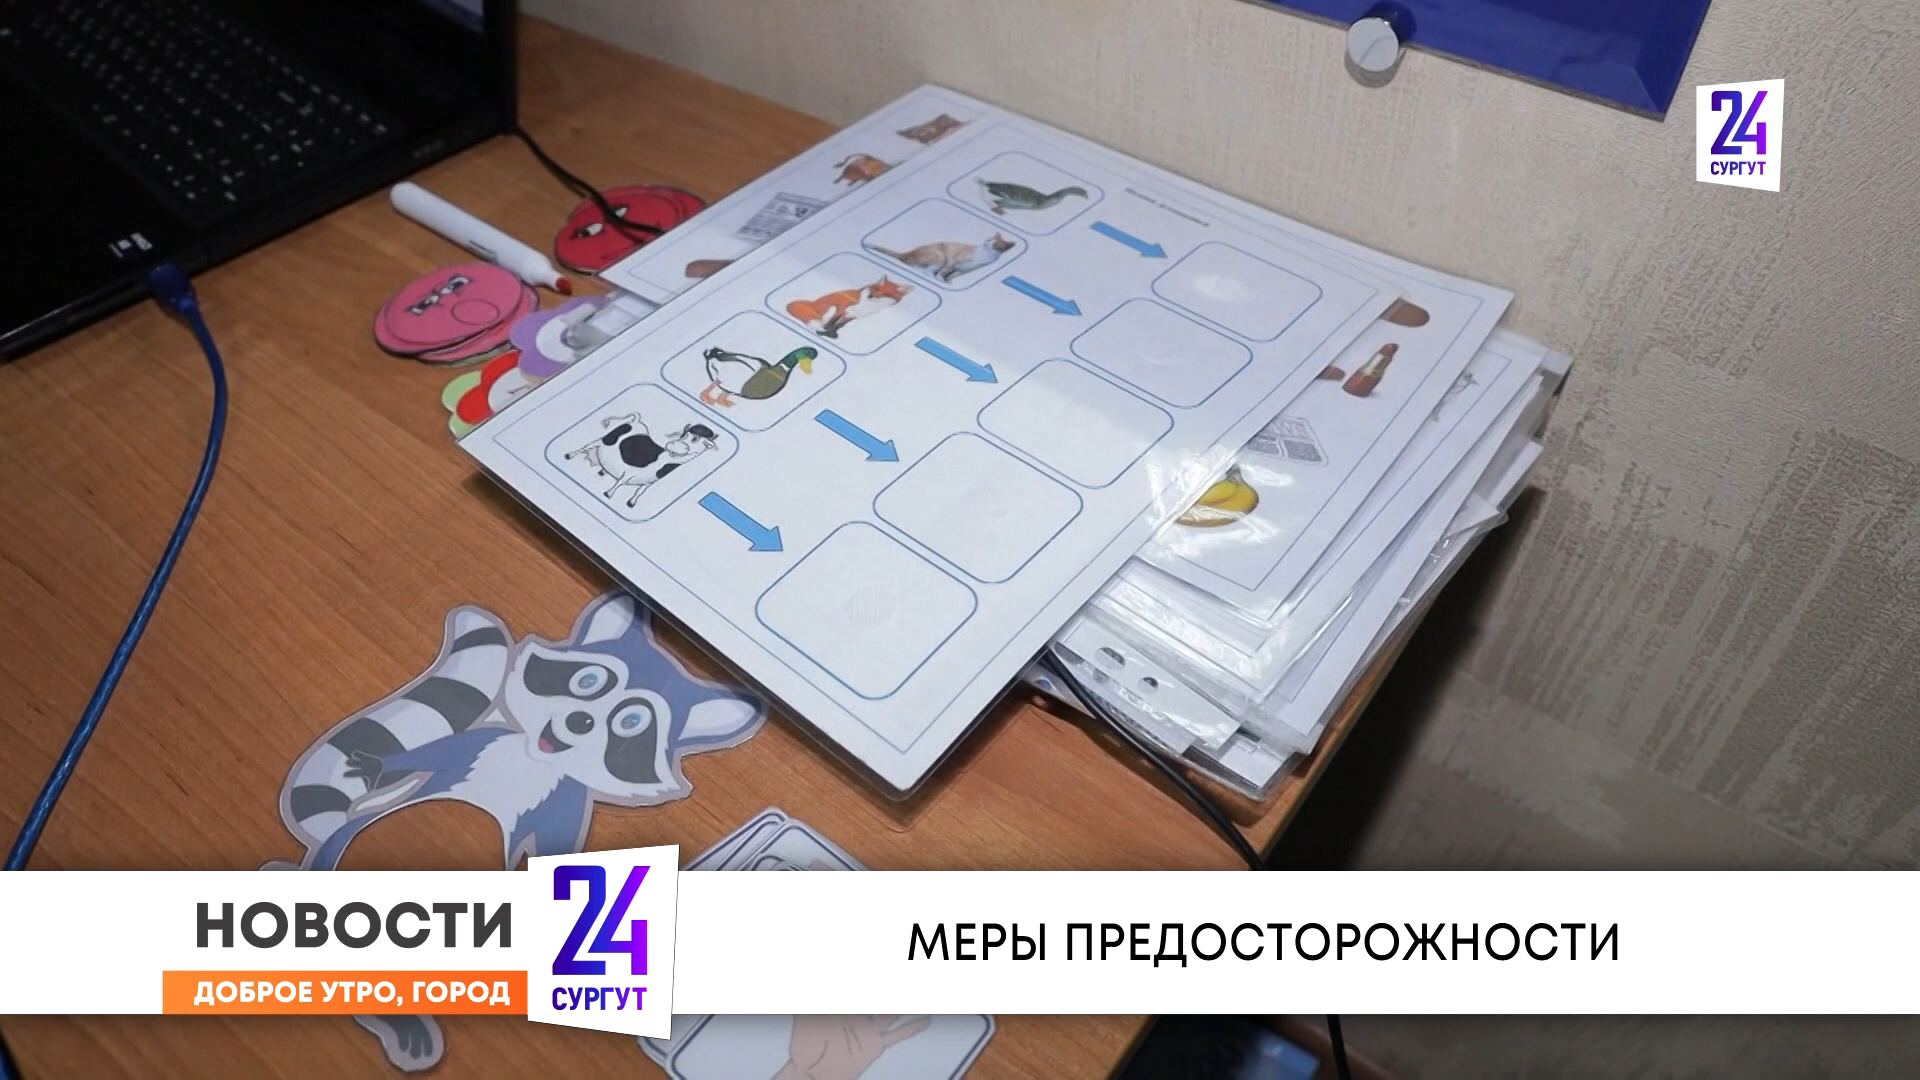 24
СУРГУТ
НОВОСТИ
ДОБРОЕ УТРО, ГОРОД
24
СУРГУТ
МЕРЫ ПРЕДОСТОРОЖНОСТИ